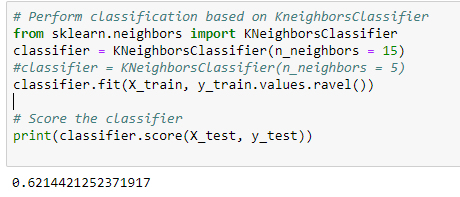 # Perform classification based on KneighborsClassifier
from sklearn.neighbors import KNeighborsClassifier
classifier = KNeighborsClassifier(n_neighbors = 15)
#classifier = KNeighborsClassifier(n_neighbors = 5)
classifier.fit(X_train, y_train.values.ravel())
# Score the classifier
print(classifier.score(X_test, y_test))
0.6214421252371917